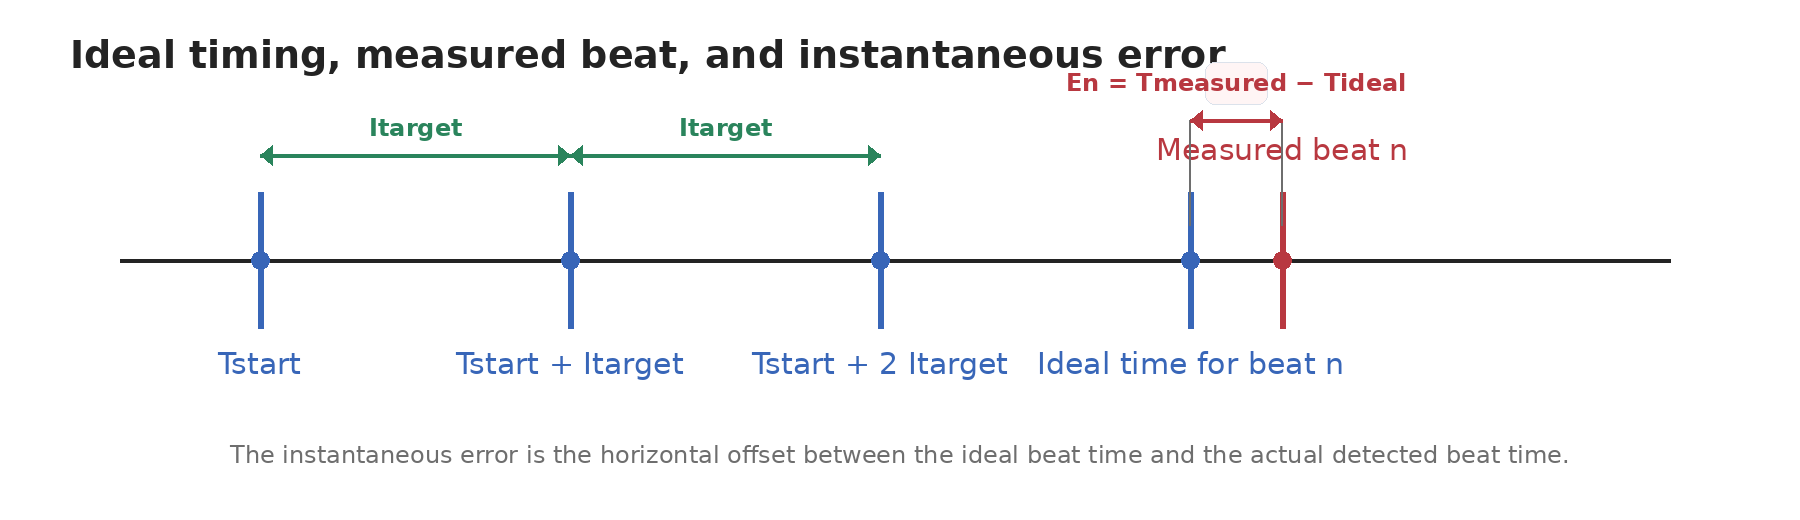 Ideal timing, measured beat, and instantaneous error
En = Tmeasured − Tideal
Itarget
Itarget
Measured beat n
Tstart
Tstart + Itarget
Tstart + 2 Itarget
Ideal time for beat n
The instantaneous error is the horizontal offset between the ideal beat time and the actual detected beat time.